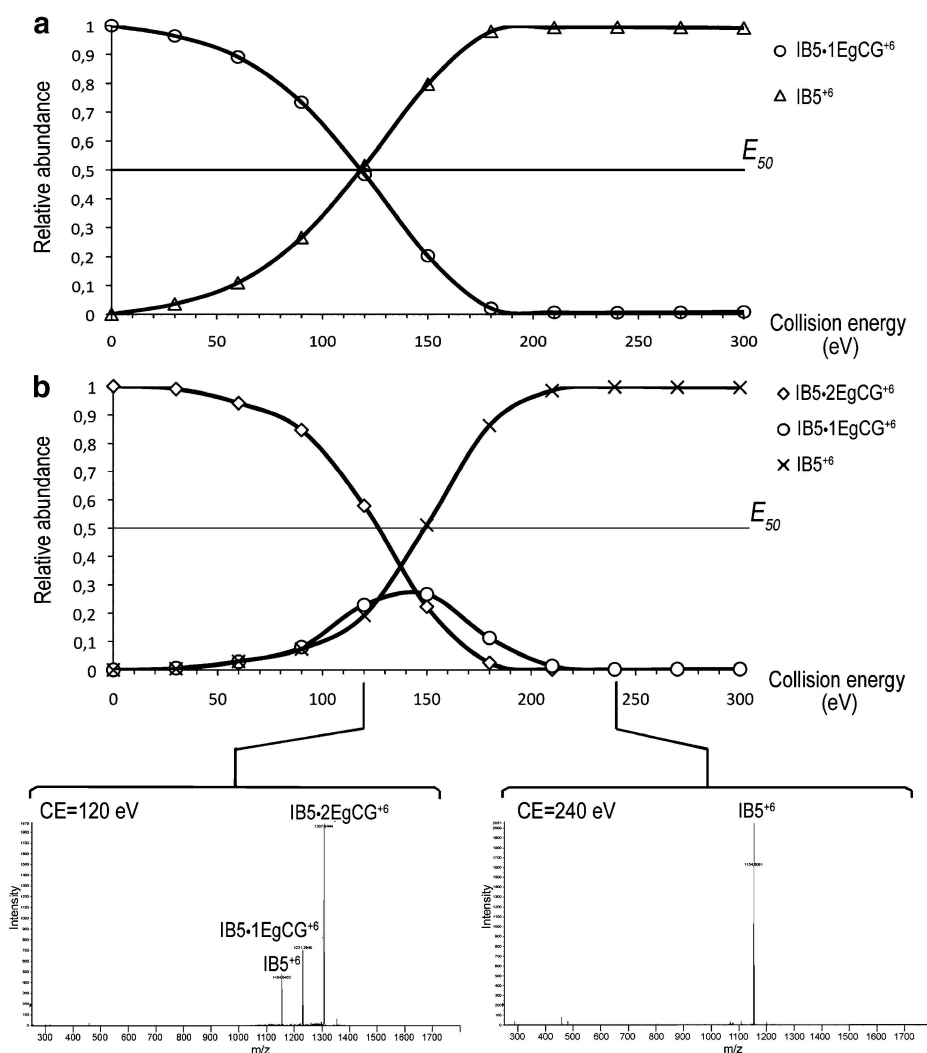 a
1
0,9
0,8
0,7
0,6
0,5
0,4
0,3
0,2
0,1
0
Relative abundance
0 50 100 150 200 250 300
Collision energy
(eV)
E50
IB5•1EgCG+6
IB5+6
b
1
0,9
0,8
0,7
0,6
0,5
0,4
0,3
0,2
0,1
0
Relative abundance
0 50 100 150 200 250 300
Collision energy
(eV)
E50
IB5•2EgCG+6
IB5•1EgCG+6
IB5+6
CE=120 eV
IB5•2EgCG+6
IB5•1EgCG+6
IB5+6
Intensity
300 400 500 600 700 800 900 1000 1100 1200 1300 1400 1500 1600 1700
m/z
CE=240 eV
IB5+6
Intensity
300 400 500 600 700 800 900 1000 1100 1200 1300 1400 1500 1600 1700
m/z